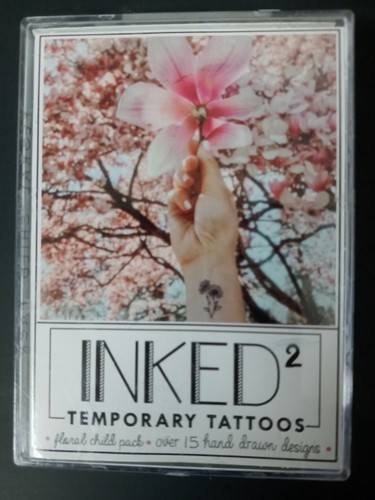 INKED²
TEMPORARY TATTOOS
• floral child pack • over 15 hand drawn designs •